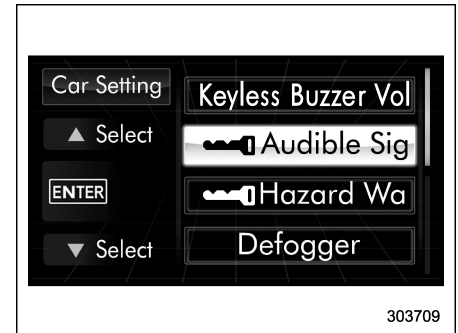 Car Setting
Keyless Buzzer Vol
▲ Select
Audible Sig
ENTER
Hazard Wa
▼ Select
Defogger
303709